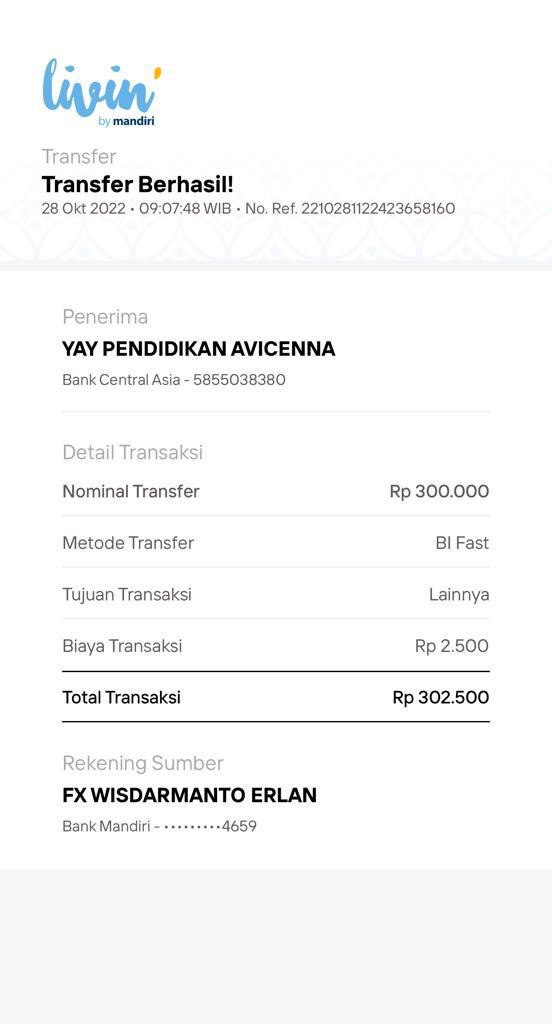 livin'
by mandiri
Transfer
Transfer Berhasil!
28 Okt 2022 • 09:07:48 WIB • No. Ref. 2210281122423658160
Penerima
YAY PENDIDIKAN AVICENNA
Bank Central Asia - 5855038380
Detail Transaksi
Nominal Transfer Rp 300.000
Metode Transfer BI Fast
Tujuan Transaksi Lainnya
Biaya Transaksi Rp 2.500
Total Transaksi Rp 302.500
Rekening Sumber
FX WISDARMANTO ERLAN
Bank Mandiri - •••••••••4659